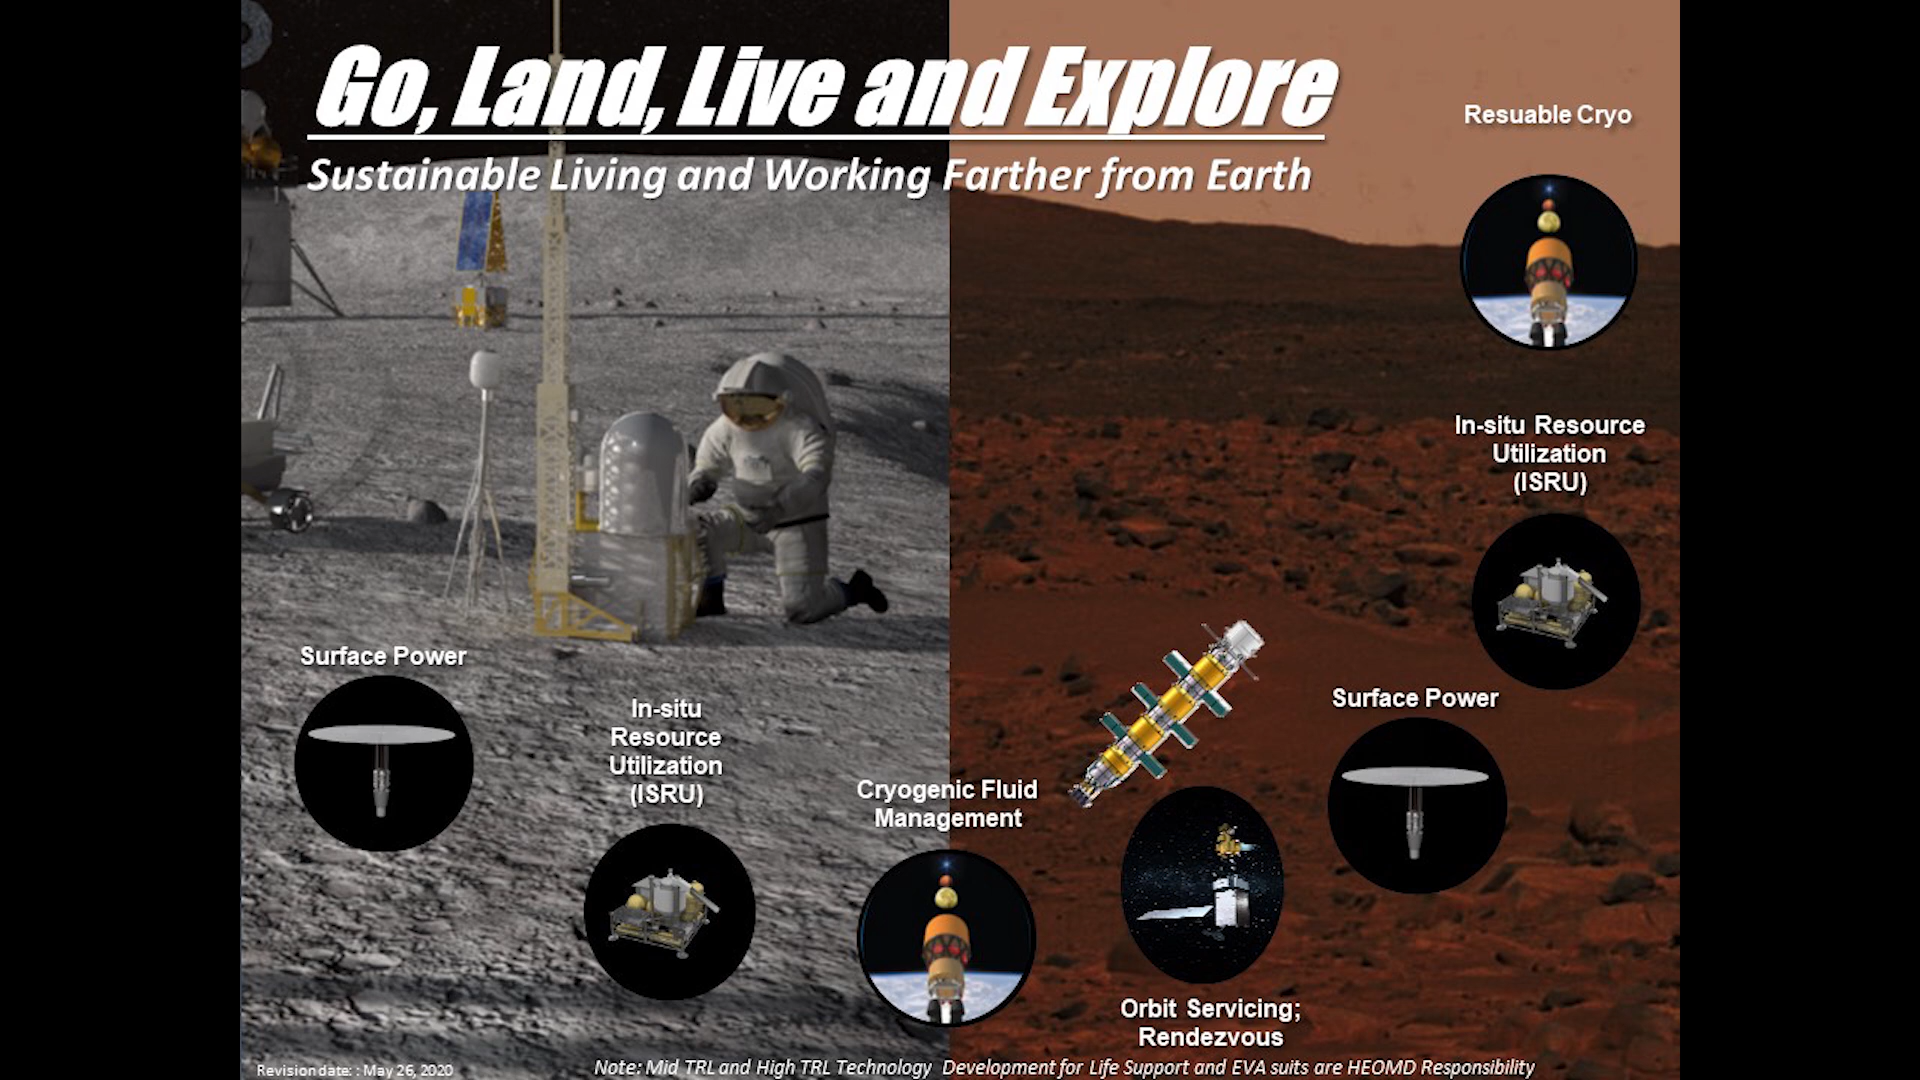 Go, Land, Live and Explore
Sustainable Living and Working Farther from Earth
Resuable Cryo
In-situ Resource
Utilization
(ISRU)
Surface Power
Surface Power
In-situ
Resource
Utilization
(ISRU)
Cryogenic Fluid
Management
Orbit Servicing;
Rendezvous
Revision date: : May 26, 2020
Note: Mid TRL and High TRL Technology Development for Life Support and EVA suits are HEOMD Responsibility